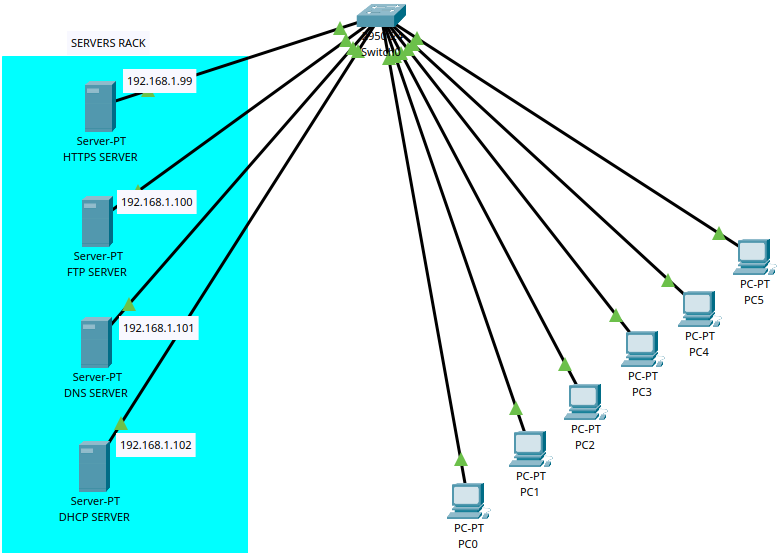 SERVERS RACK
192.168.1.99
Server-PT
HTTPS SERVER
192.168.1.100
Server-PT
FTP SERVER
192.168.1.101
Server-PT
DNS SERVER
192.168.1.102
Server-PT
DHCP SERVER
Switch0
PC-PT
PC5
PC-PT
PC4
PC-PT
PC3
PC-PT
PC2
PC-PT
PC1
PC-PT
PC0